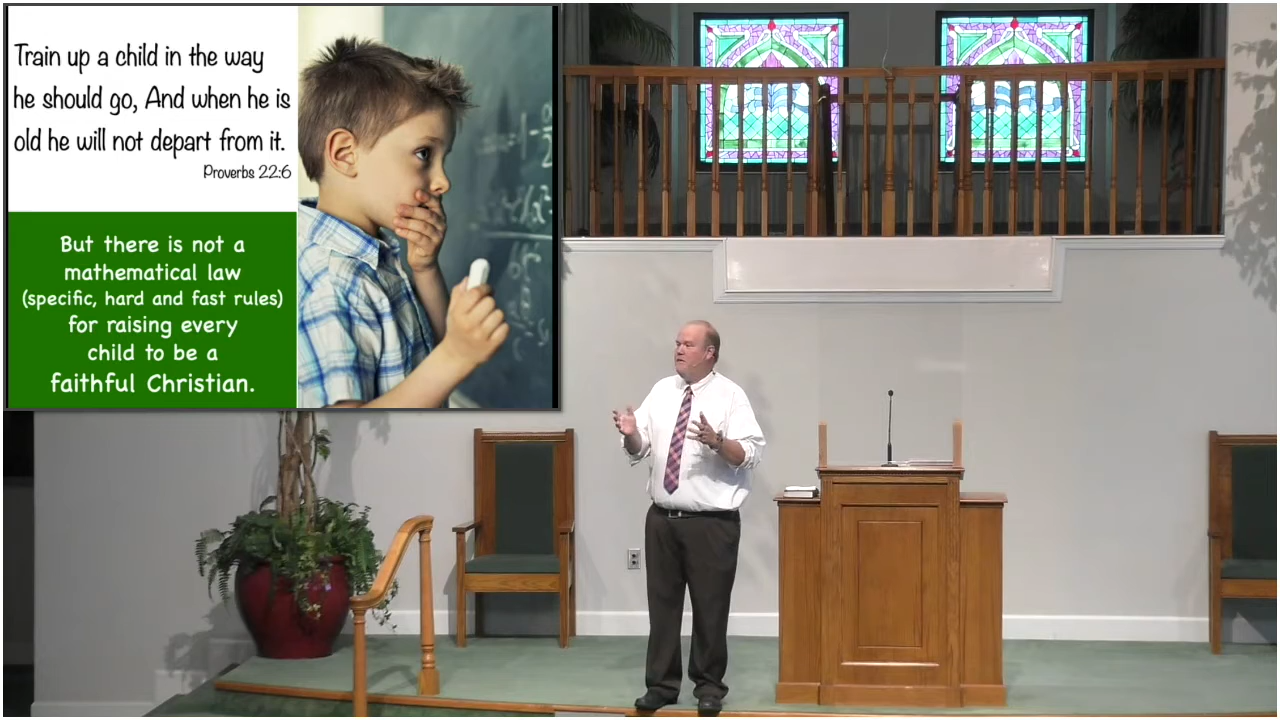 Train up a child in the way
he should go, And when he is
old he will not depart from it.
Proverbs 22:6
But there is not a
mathematical law
(specific, hard and fast rules)
for raising every
child to be a
faithful Christian.